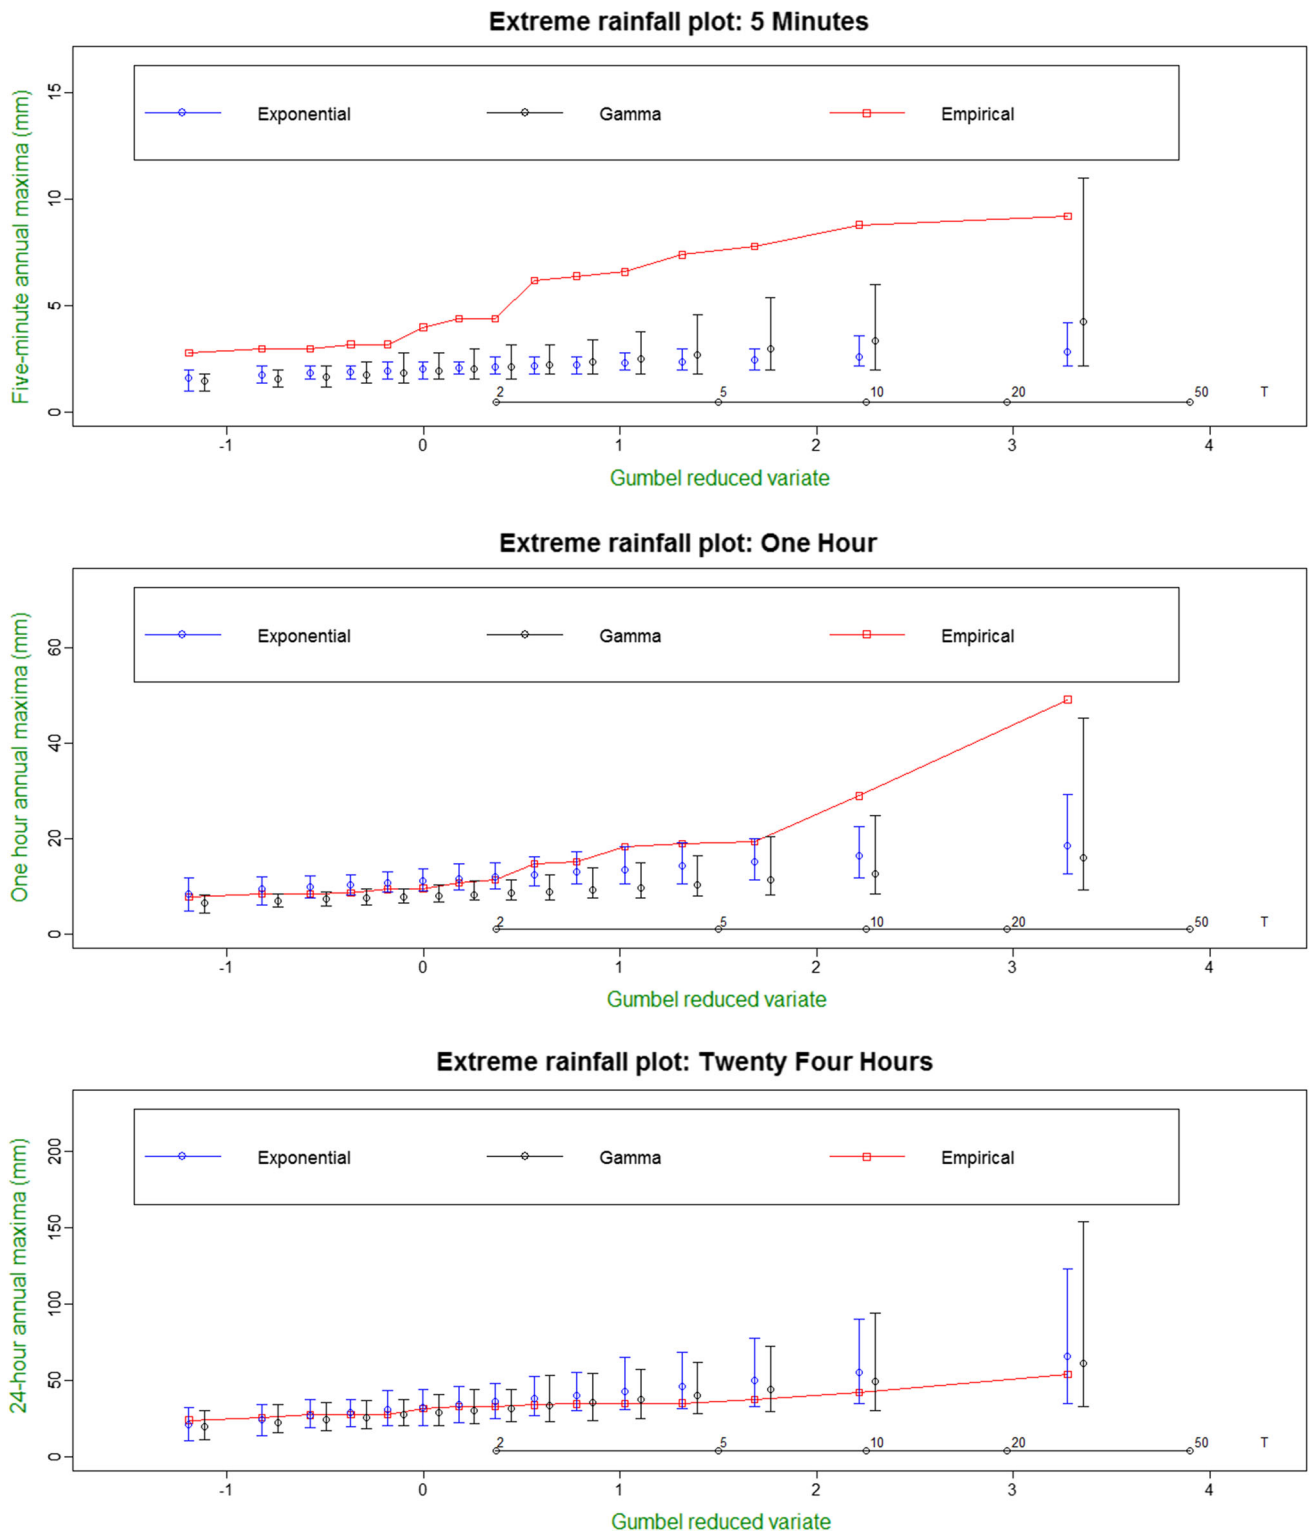 Extreme rainfall plot: 5 Minutes
Five-minute annual maxima (mm)
15
10
5
0
Exponential Gamma Empirical
2 5 10 20 50 T
-1 0 1 2 3 4
Gumbel reduced variate
Extreme rainfall plot: One Hour
One hour annual maxima (mm)
60
40
20
0
Exponential Gamma Empirical
2 5 10 20 50 T
-1 0 1 2 3 4
Gumbel reduced variate
Extreme rainfall plot: Twenty Four Hours
24-hour annual maxima (mm)
200
150
100
50
0
Exponential Gamma Empirical
2 5 10 20 50 T
-1 0 1 2 3 4
Gumbel reduced variate